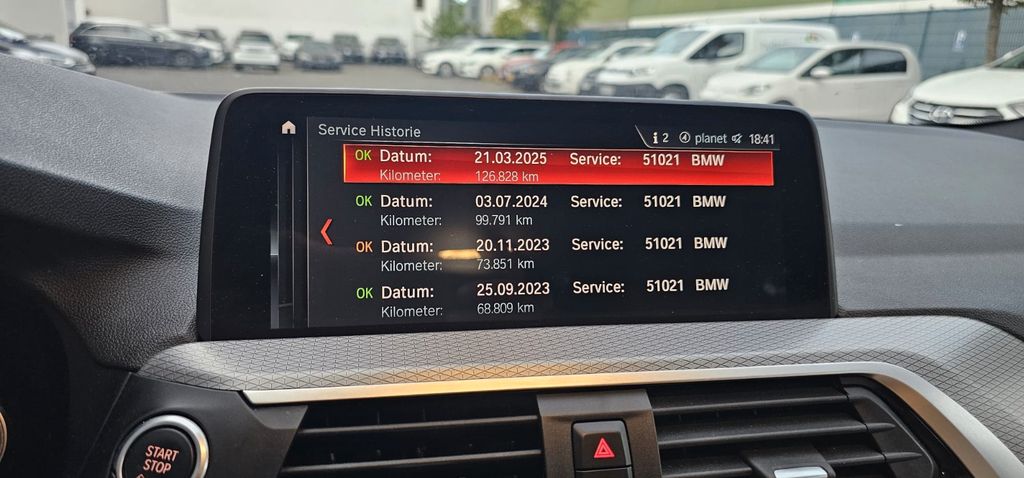 Service Historie
i 2 planet 18:41
OK Datum: 21.03.2025 Service: 51021 BMW
Kilometer: 126.828 km
OK Datum: 03.07.2024 Service: 51021 BMW
Kilometer: 99.791 km
OK Datum: 20.11.2023 Service: 51021 BMW
Kilometer: 73.851 km
OK Datum: 25.09.2023 Service: 51021 BMW
Kilometer: 68.809 km
START
STOP